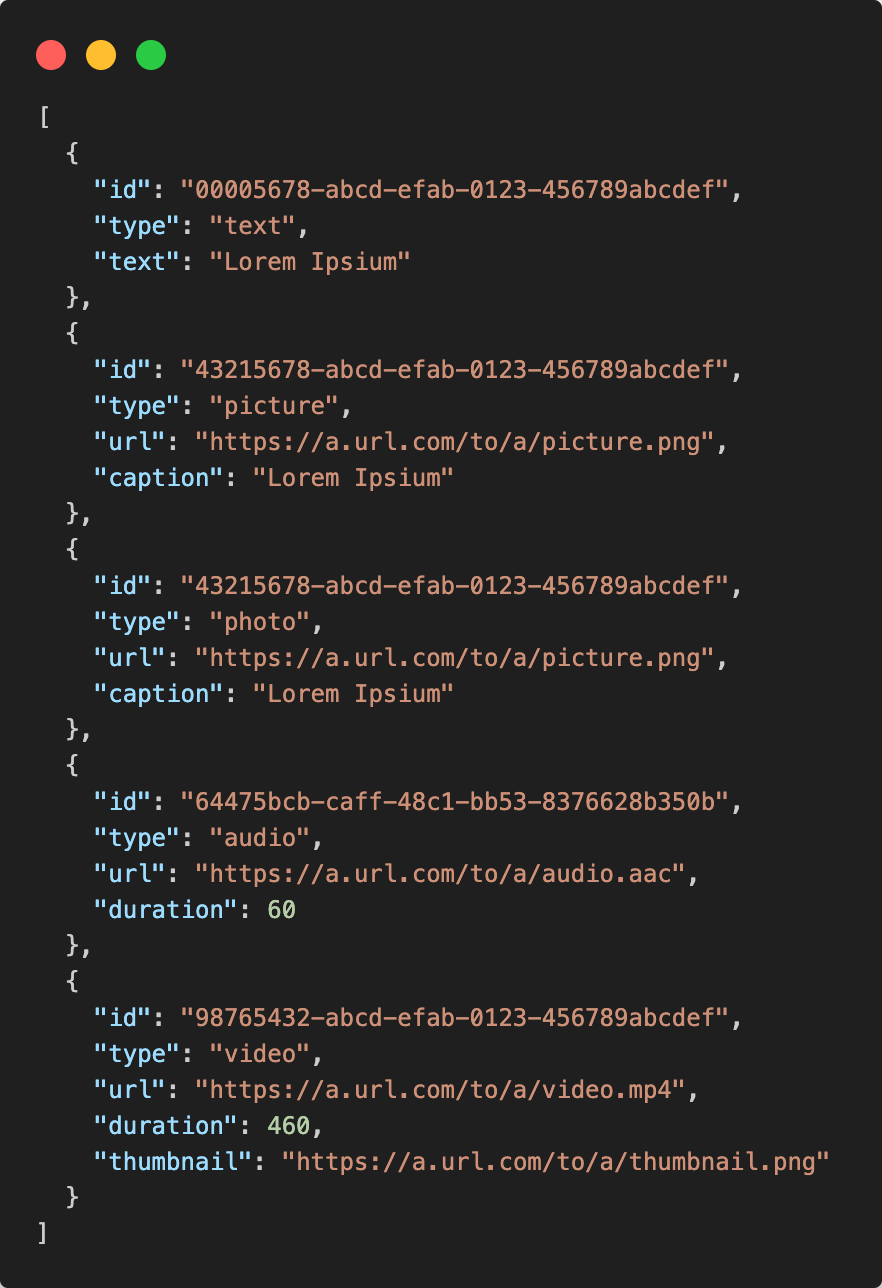 [
  {
    "id": "00005678-abcd-efab-0123-456789abcdef",
    "type": "text",
    "text": "Lorem Ipsium"
  },
  {
    "id": "43215678-abcd-efab-0123-456789abcdef",
    "type": "picture",
    "url": "https://a.url.com/to/a/picture.png",
    "caption": "Lorem Ipsium"
  },
  {
    "id": "43215678-abcd-efab-0123-456789abcdef",
    "type": "photo",
    "url": "https://a.url.com/to/a/picture.png",
    "caption": "Lorem Ipsium"
  },
  {
    "id": "64475bcb-caff-48c1-bb53-8376628b350b",
    "type": "audio",
    "url": "https://a.url.com/to/a/audio.aac",
    "duration": 60
  },
  {
    "id": "98765432-abcd-efab-0123-456789abcdef",
    "type": "video",
    "url": "https://a.url.com/to/a/video.mp4",
    "duration": 460,
    "thumbnail": "https://a.url.com/to/a/thumbnail.png"
  }
]